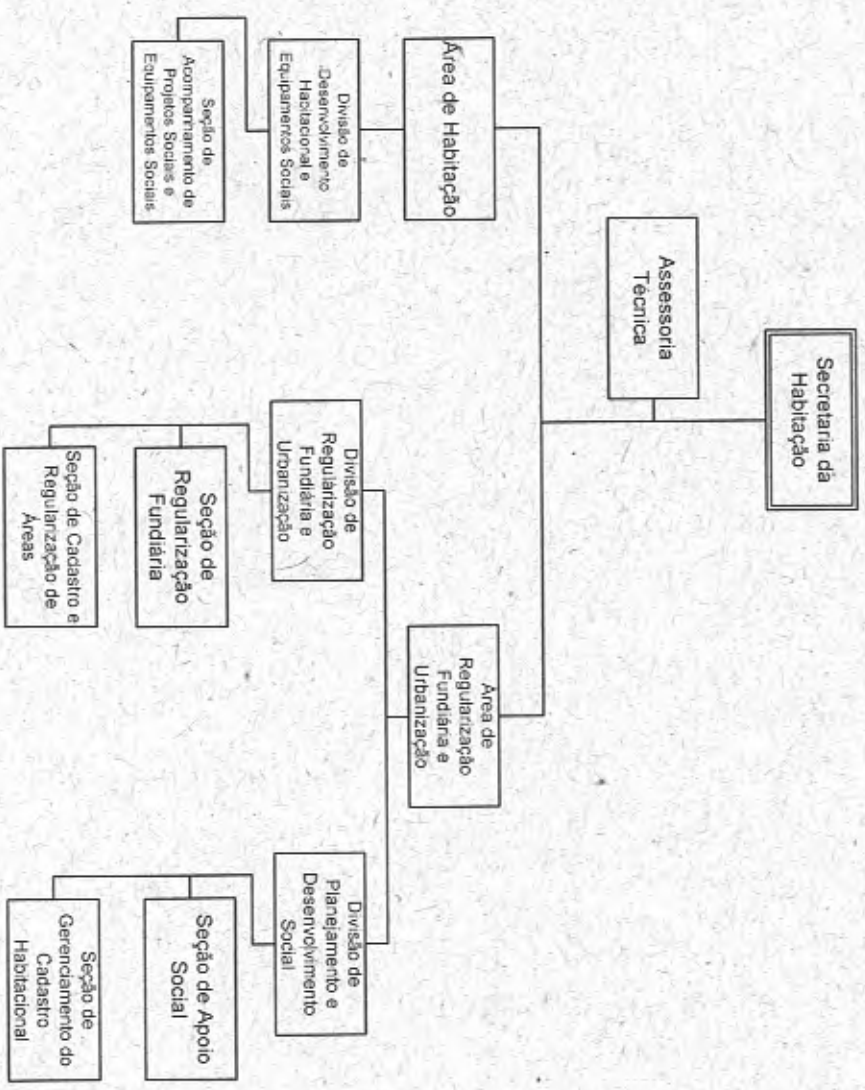 Secretaria da
Habitação
Assessoria
Técnica
Área de Habitação
Área de
Regularização
Fundiária e
Urbanização
Divisão de
Desenvolvimento
Habitacional e
Equipamentos Sociais
Divisão de
Regularização
Fundiária e
Urbanização
Divisão de
Planejamento e
Desenvolvimento
Social
Seção de
Acompanhamento de
Projetos Sociais e
Equipamentos Sociais
Seção de
Regularização
Fundiária
Seção de Apoio
Social
Seção de Cadastro e
Regularização de
Áreas
Seção de
Gerenciamento do
Cadastro
Habitacional